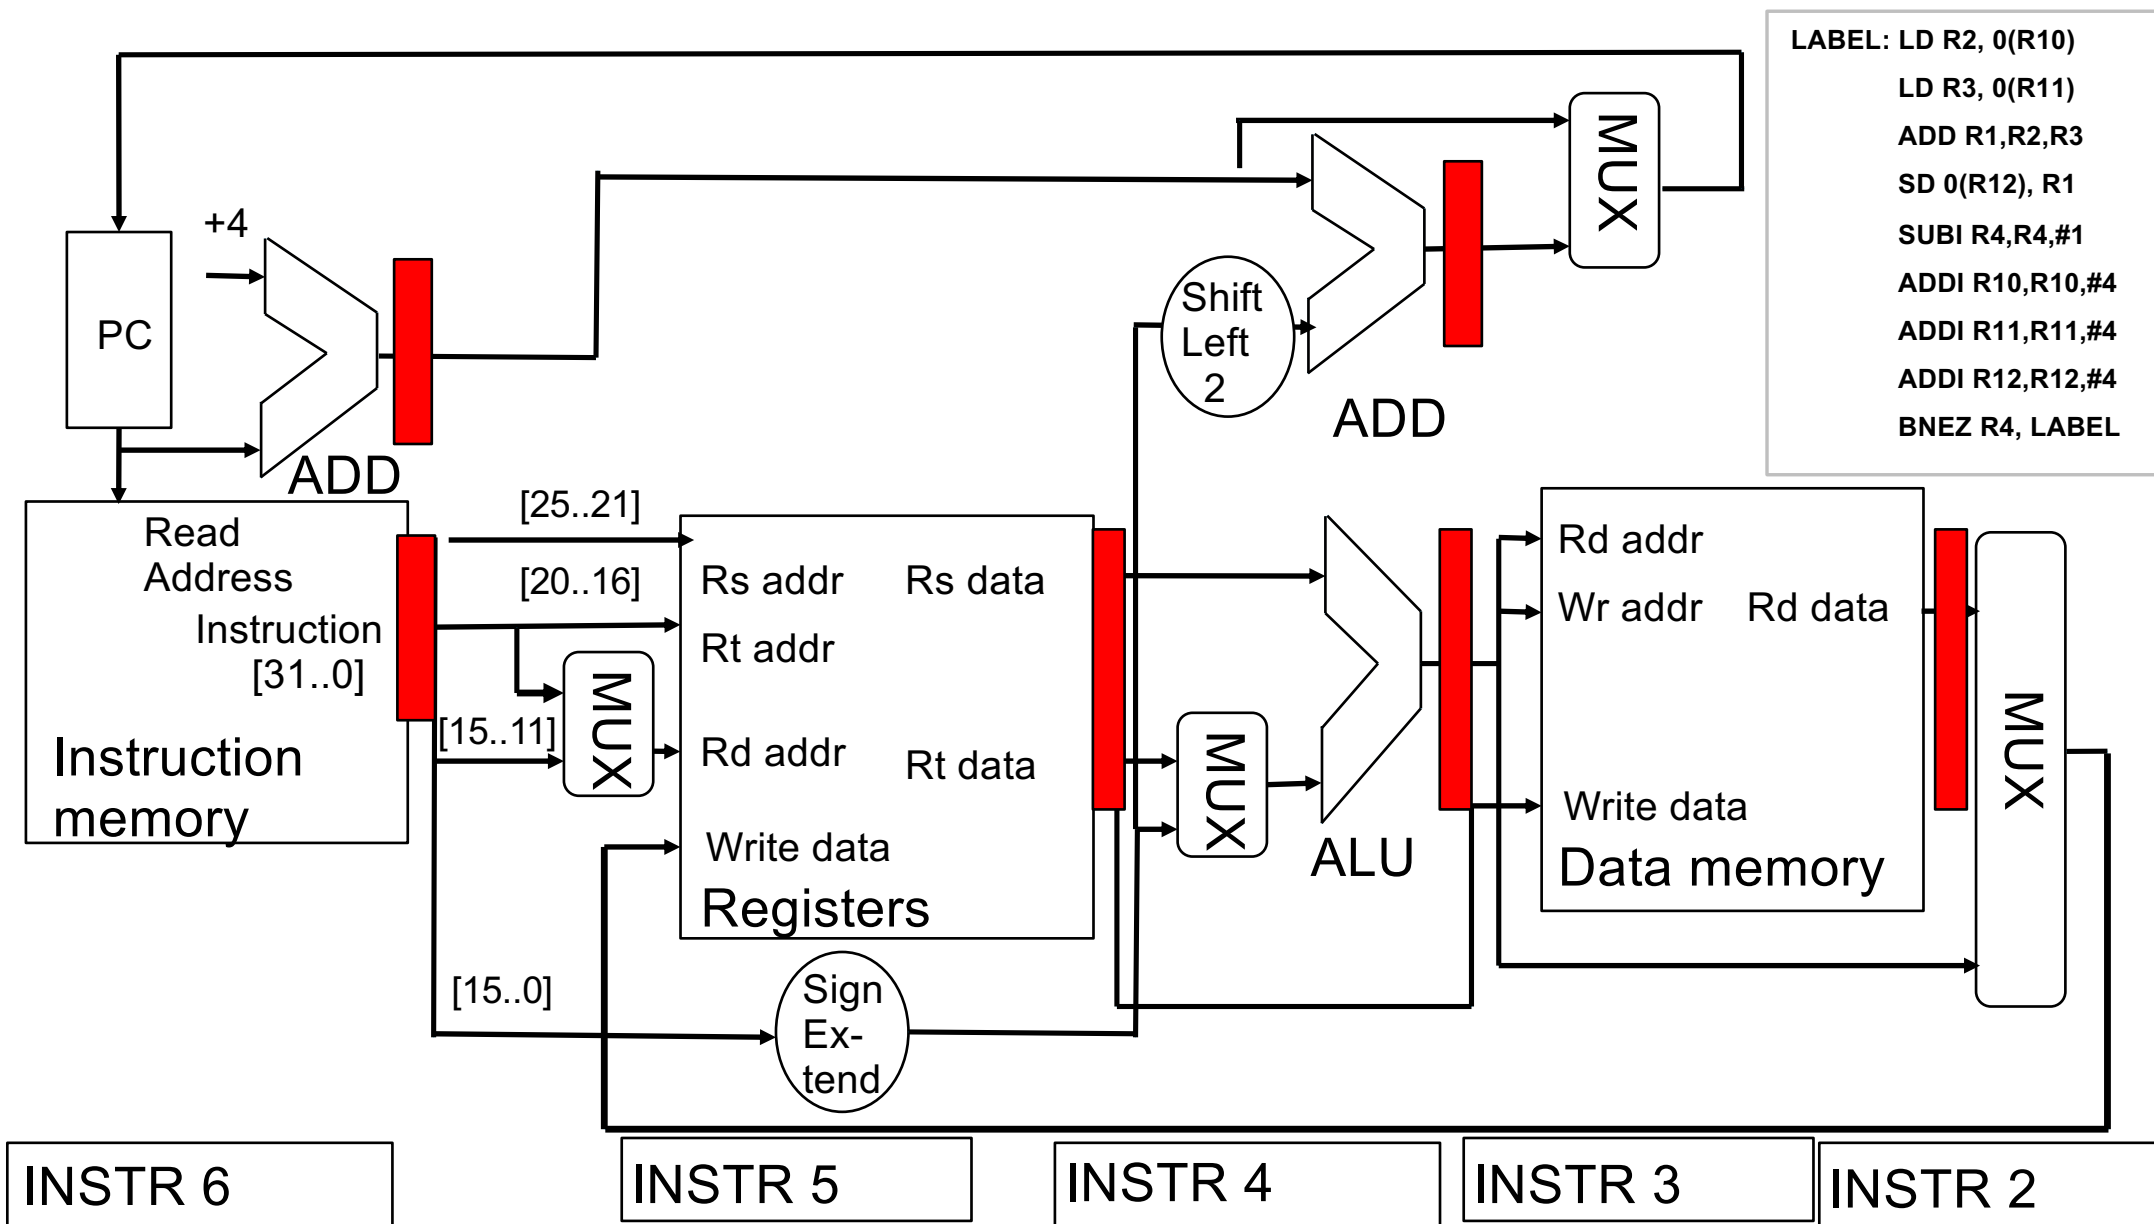 LABEL: LD R2, 0(R10)
LD R3, 0(R11)
ADD R1,R2,R3
SD 0(R12), R1
SUBI R4,R4,#1
ADDI R10,R10,#4
ADDI R11,R11,#4
ADDI R12,R12,#4
BNEZ R4, LABEL
MUX
+4
PC
ADD
Shift
Left
2
ADD
Read
Address
Instruction
[31..0]
Instruction
memory
[25..21]
[20..16]
[15..11]
[15..0]
MUX
Rs addr
Rs data
Rt addr
Rd addr
Rt data
Write data
Registers
Sign
Ex-
tend
MUX
ALU
Rd addr
Wr addr
Rd data
Write data
Data memory
MUX
INSTR 6
INSTR 5
INSTR 4
INSTR 3
INSTR 2